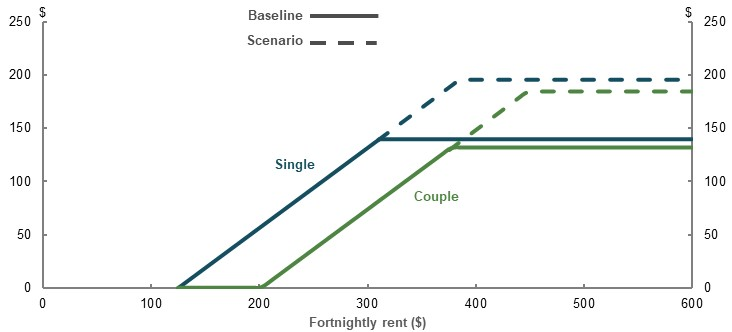 $ $
250 Baseline 250
Scenario
200 200
150 150
Single
100 Couple 100
50 50
0 0
0 100 200 300 400 500 600
Fortnightly rent ($)